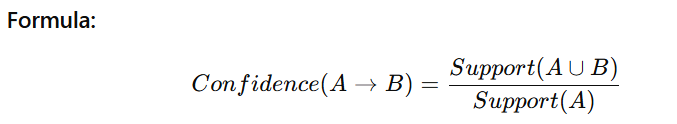 Formula:
Confidence(A → B) = Support(A ∪ B) / Support(A)